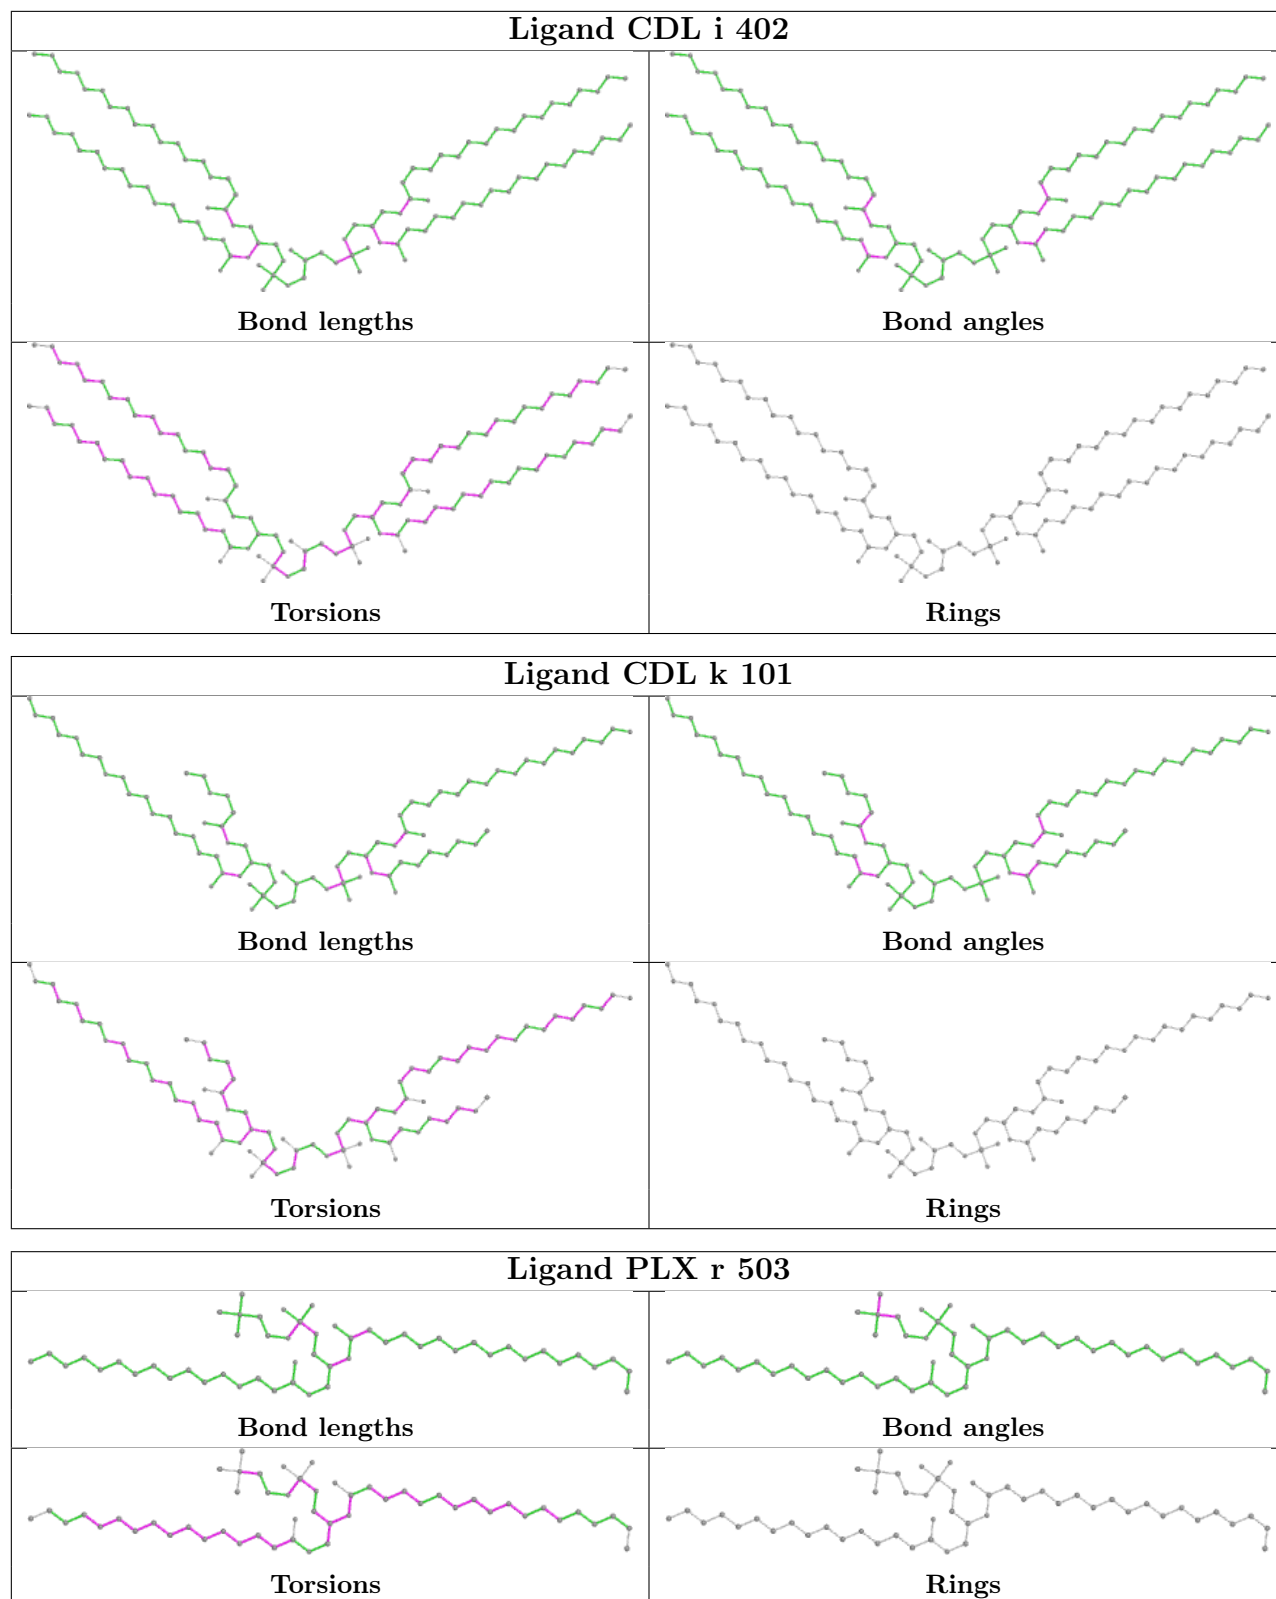 Ligand CDL i 402
Bond lengths
Bond angles
Torsions
Rings
Ligand CDL k 101
Bond lengths
Bond angles
Torsions
Rings
Ligand PLX r 503
Bond lengths
Bond angles
Torsions
Rings